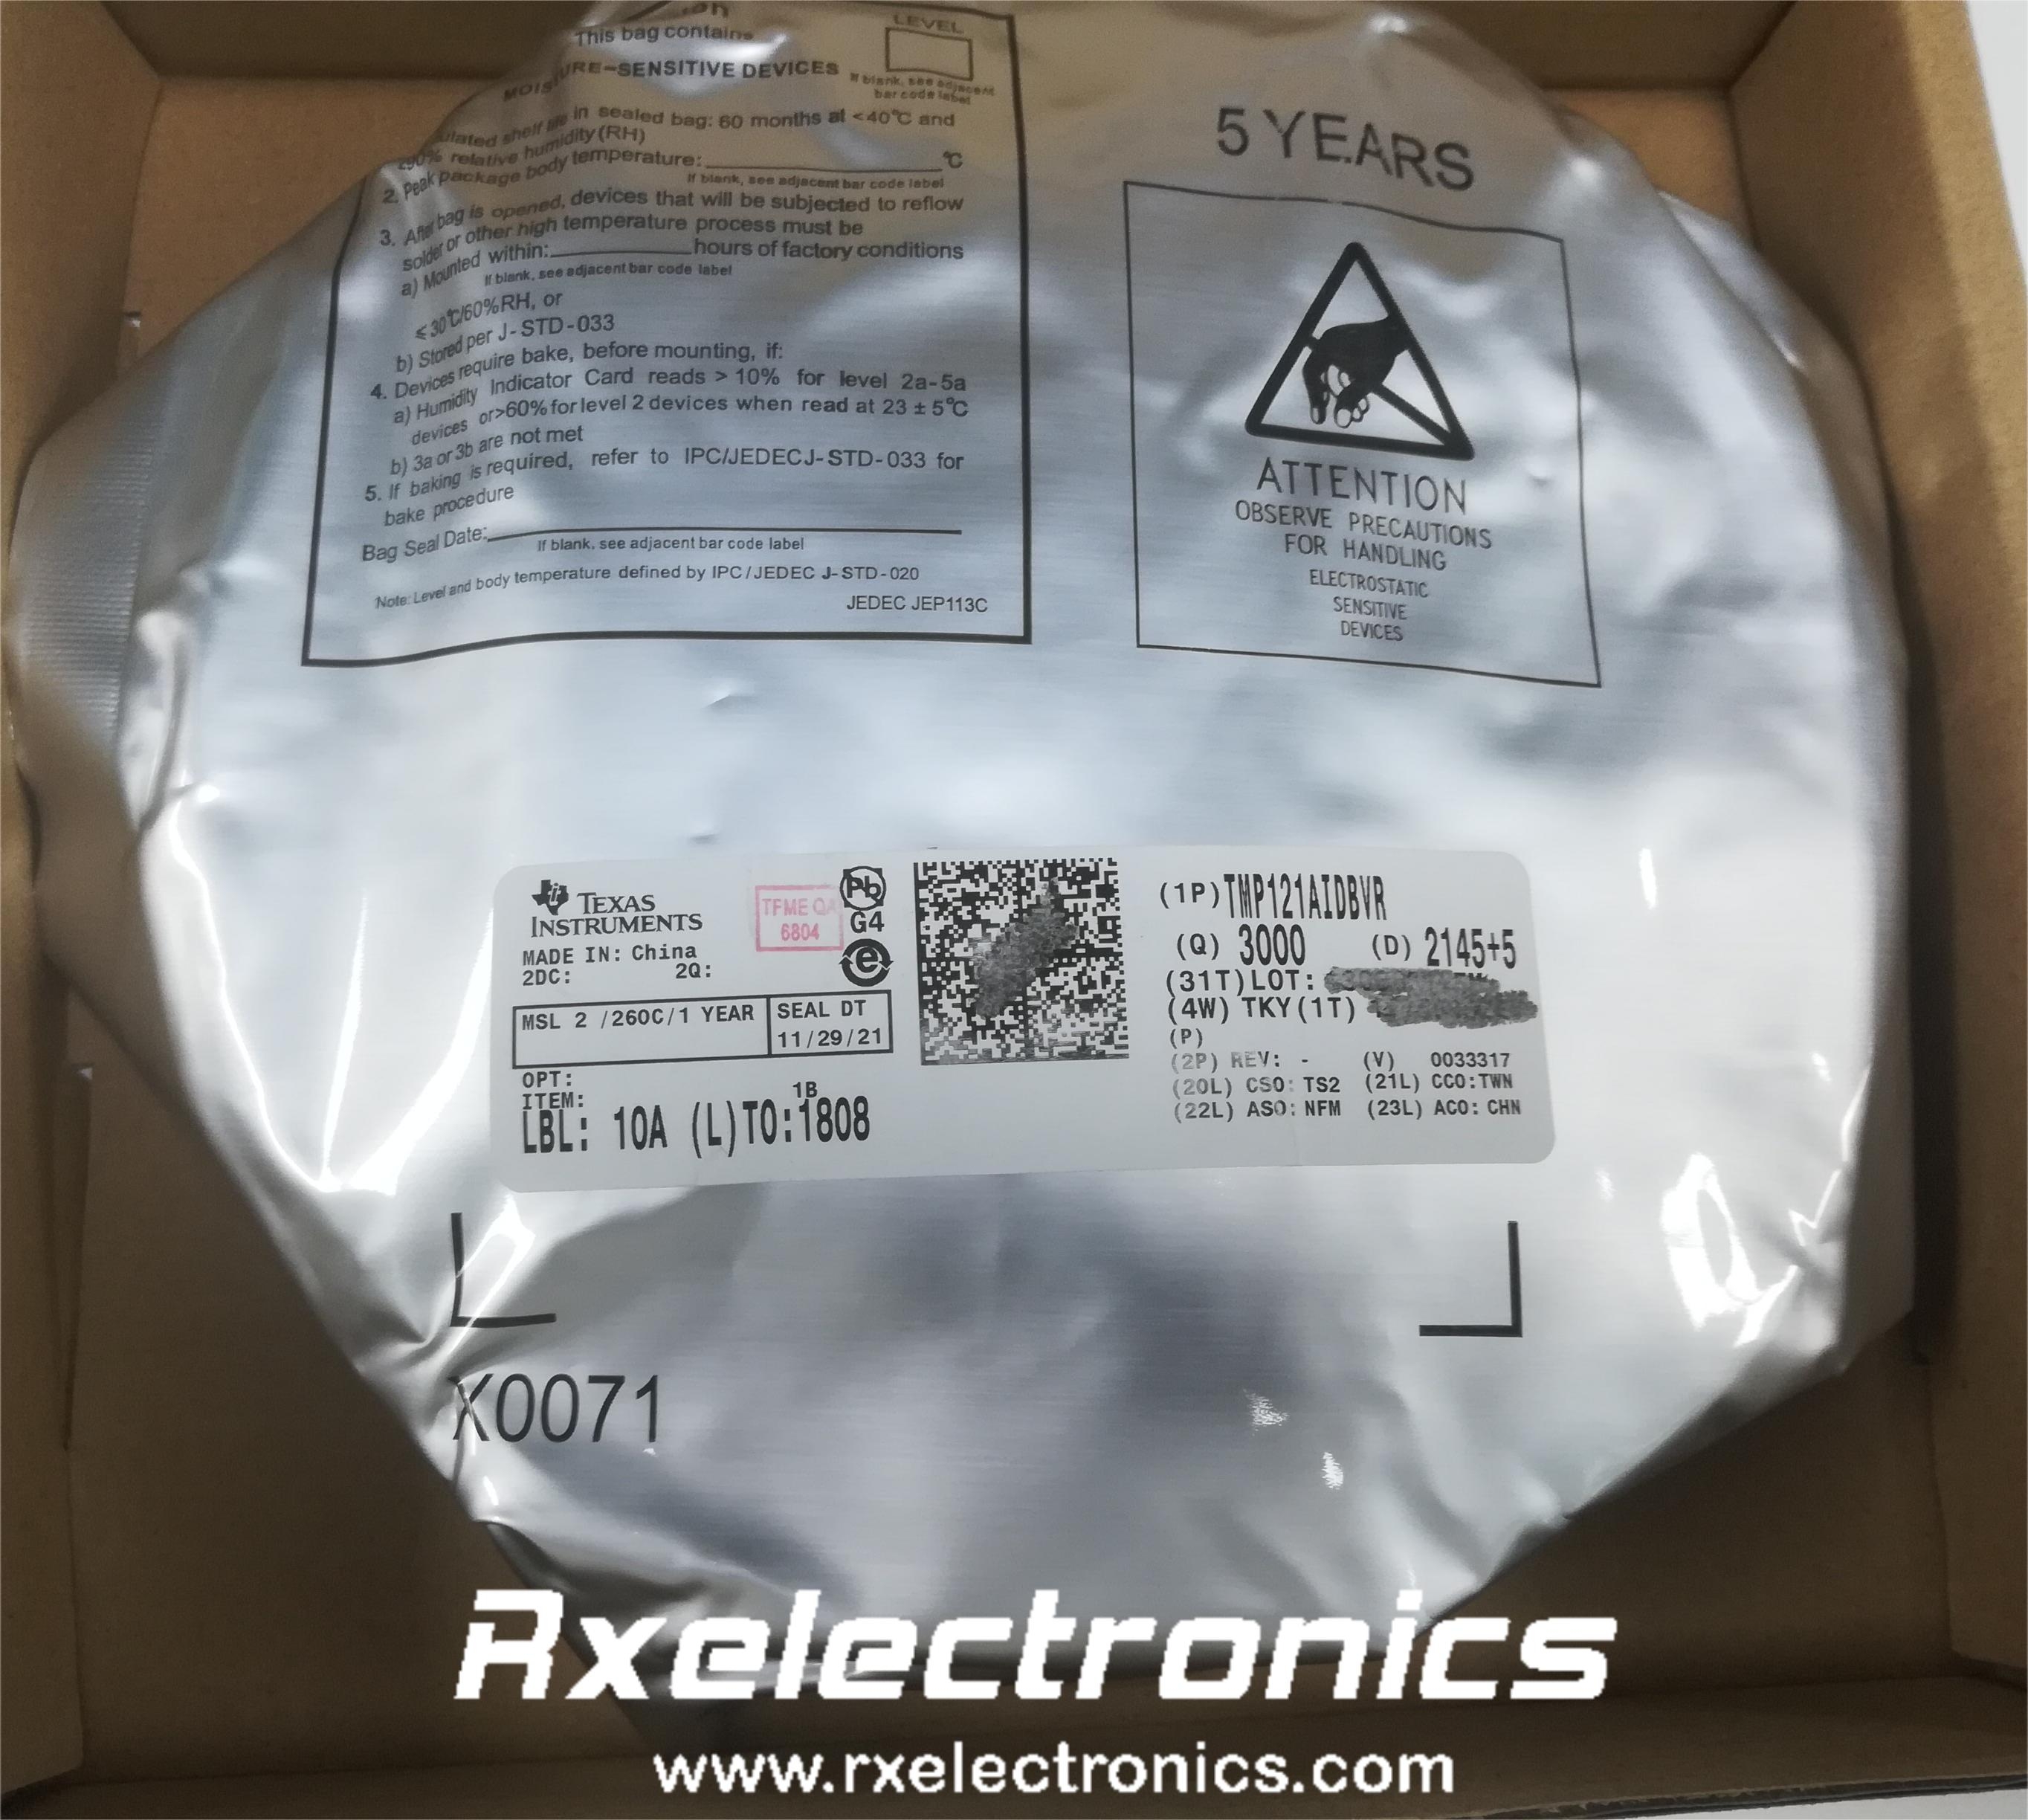 This bag contains
MOISTURE-SENSITIVE DEVICES
LEVEL
If blank, see adjacent
bar code label
shelf life in sealed bag: 60 months at <40℃ and
relative humidity (RH)
2. Peak package body temperature: ℃
If blank, see adjacent bar code label
3. After bag is opened, devices that will be subjected to reflow
solder or other high temperature process must be
a) Mounted within: hours of factory conditions
If blank, see adjacent bar code label
≤30℃/60%RH, or
b) Stored per J-STD-033
4. Devices require bake, before mounting, if:
a) Humidity Indicator Card reads > 10% for level 2a-5a
devices or>60% for level 2 devices when read at 23 ± 5℃
b) 3a or 3b are not met
5. If baking is required, refer to IPC/JEDECJ-STD-033 for
bake procedure
Bag Seal Date:
If blank, see adjacent bar code label
Note: Level and body temperature defined by IPC/JEDEC J-STD-020
JEDEC JEP113C
5 YEARS
ATTENTION
OBSERVE PRECAUTIONS
FOR HANDLING
ELECTROSTATIC
SENSITIVE
DEVICES
TEXAS
INSTRUMENTS
MADE IN: China
2DC: 2Q:
TFME QA
6804
Pb
G4
e
MSL 2 /260C/1 YEAR
SEAL DT
11/29/21
OPT:
ITEM:
1B
LBL: 10A (L)TO:1808
(1P) TMP121AIDBVR
(Q) 3000 (D) 2145+5
(31T) LOT:
(4W) TKY (1T)
(P)
(2P) REV: - (V) 0033317
(20L) CSO: TS2 (21L) CCO:TWN
(22L) ASO: NFM (23L) ACO: CHN
X0071
Rxelectronics
www.rxelectronics.com